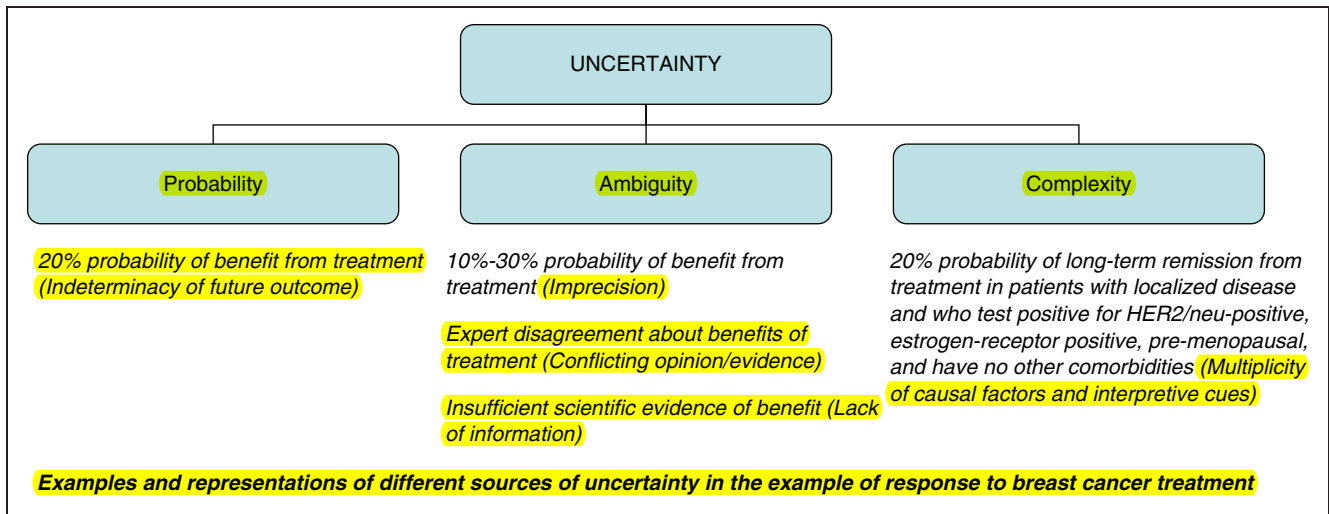 UNCERTAINTY
Probability
Ambiguity
Complexity
20% probability of benefit from treatment
(Indeterminacy of future outcome)
10%-30% probability of benefit from
treatment (Imprecision)
Expert disagreement about benefits of
treatment (Conflicting opinion/evidence)
Insufficient scientific evidence of benefit (Lack
of information)
20% probability of long-term remission from
treatment in patients with localized disease
and who test positive for HER2/neu-positive,
estrogen-receptor positive, pre-menopausal,
and have no other comorbidities (Multiplicity
of causal factors and interpretive cues)
Examples and representations of different sources of uncertainty in the example of response to breast cancer treatment